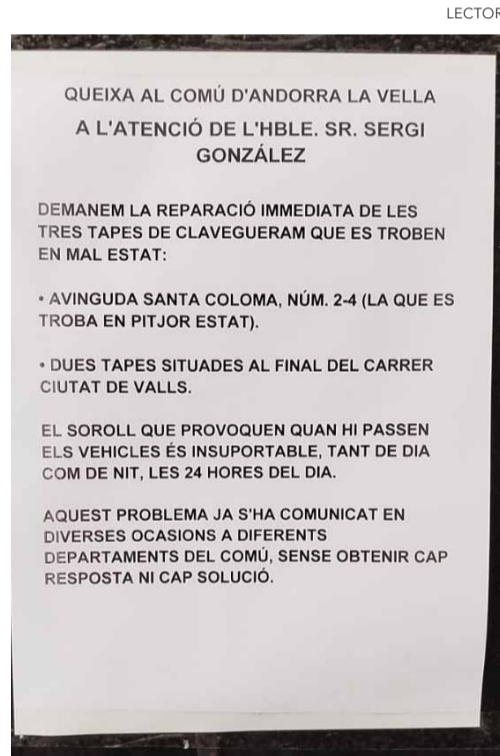 LECTOR
QUEIXA AL COMÚ D'ANDORRA LA VELLA
A L'ATENCIÓ DE L'HBLE. SR. SERGI
GONZÁLEZ
DEMANEM LA REPARACIÓ IMMEDIATA DE LES
TRES TAPES DE CLAVEGUERAM QUE ES TROBEN
EN MAL ESTAT:
• AVINGUDA SANTA COLOMA, NÚM. 2-4 (LA QUE ES
TROBA EN PITJOR ESTAT).
• DUES TAPES SITUADES AL FINAL DEL CARRER
CIUTAT DE VALLS.
EL SOROLL QUE PROVOQUEN QUAN HI PASSEN
ELS VEHICLES ÉS INSUPORTABLE, TANT DE DIA
COM DE NIT, LES 24 HORES DEL DIA.
AQUEST PROBLEMA JA S'HA COMUNICAT EN
DIVERSES OCASIONS A DIFERENTS
DEPARTAMENTS DEL COMÚ, SENSE OBTENIR CAP
RESPOSTA NI CAP SOLUCIÓ.